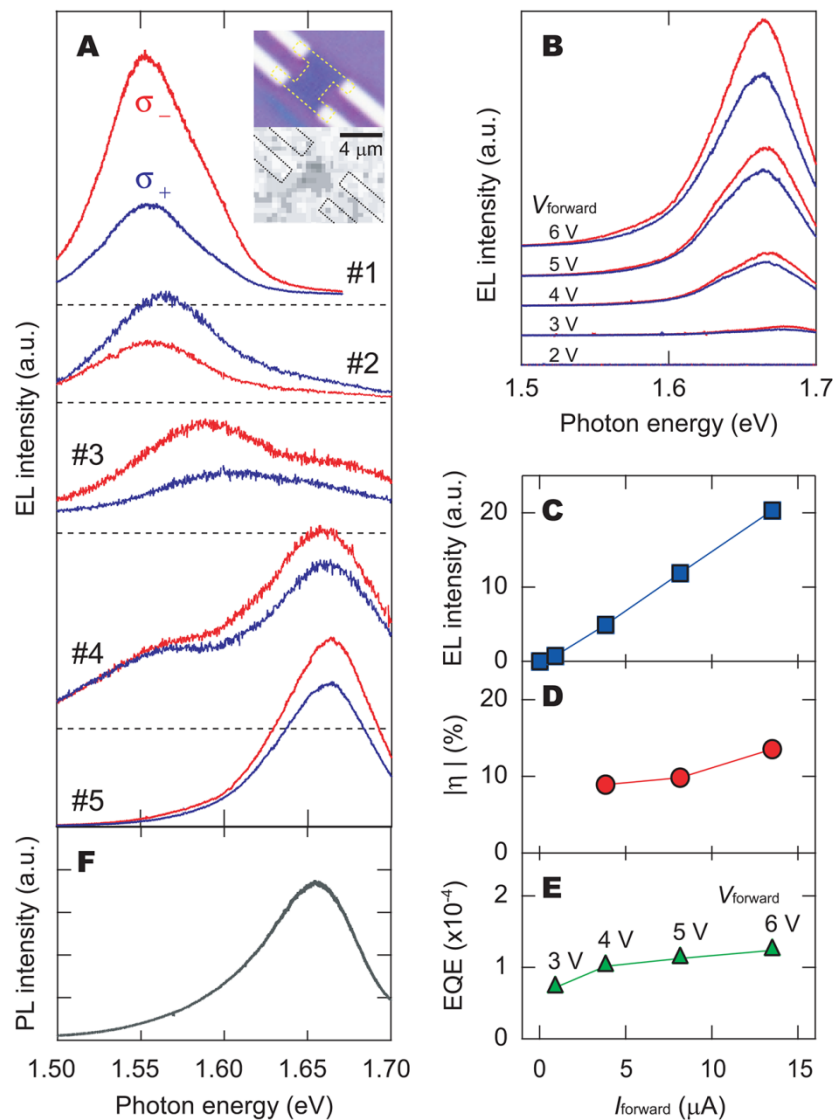 A
σ−
σ+
4 μm
#1
#2
#3
#4
#5
EL intensity (a.u.)
F
PL intensity (a.u.)
1.50 1.55 1.60 1.65 1.70
Photon energy (eV)
B
Vforward
6 V
5 V
4 V
3 V
2 V
EL intensity (a.u.)
1.5 1.6 1.7
Photon energy (eV)
C
20
10
0
EL intensity (a.u.)
D
20
10
0
|η| (%)
E
Vforward
3 V 4 V 5 V 6 V
2
1
0
EQE (x10-4)
0 5 10 15
Iforward (μA)